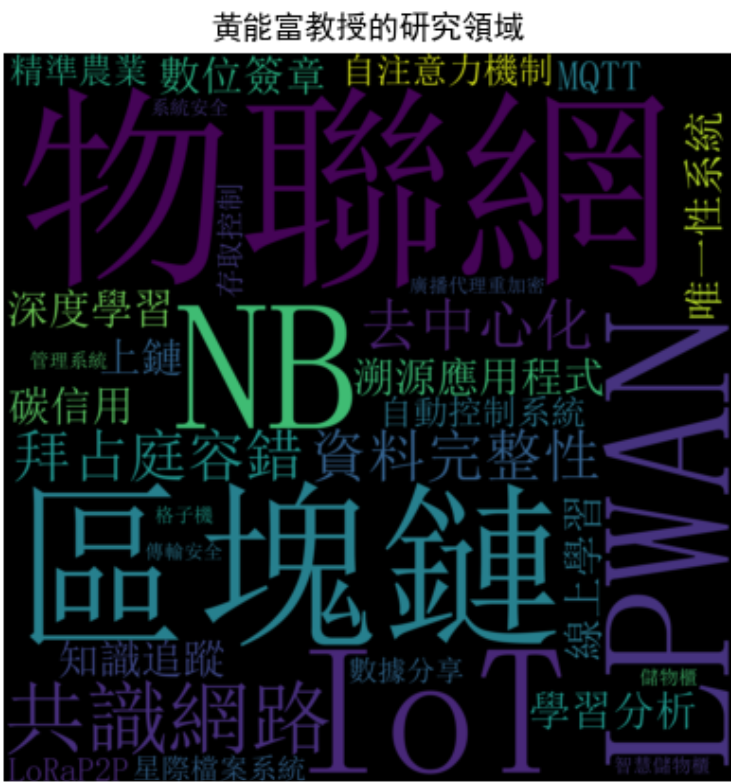 黃能富教授的研究領域
精準農業
數位簽章
自注意力機制
MQTT
系統安全
物聯網
存取控制
唯一性系統
廣播代理重加密
深度學習
NB
去中心化
管理系統
上鏈
溯源應用程式
碳信用
自動控制系統
拜占庭容錯
資料完整性
LPWAN
區塊鏈
格子機
傳輸安全
線上學習
知識追蹤
IoT
數據分享
儲物櫃
共識網路
學習分析
LoRaP2P
星際檔案系統
智慧儲物櫃